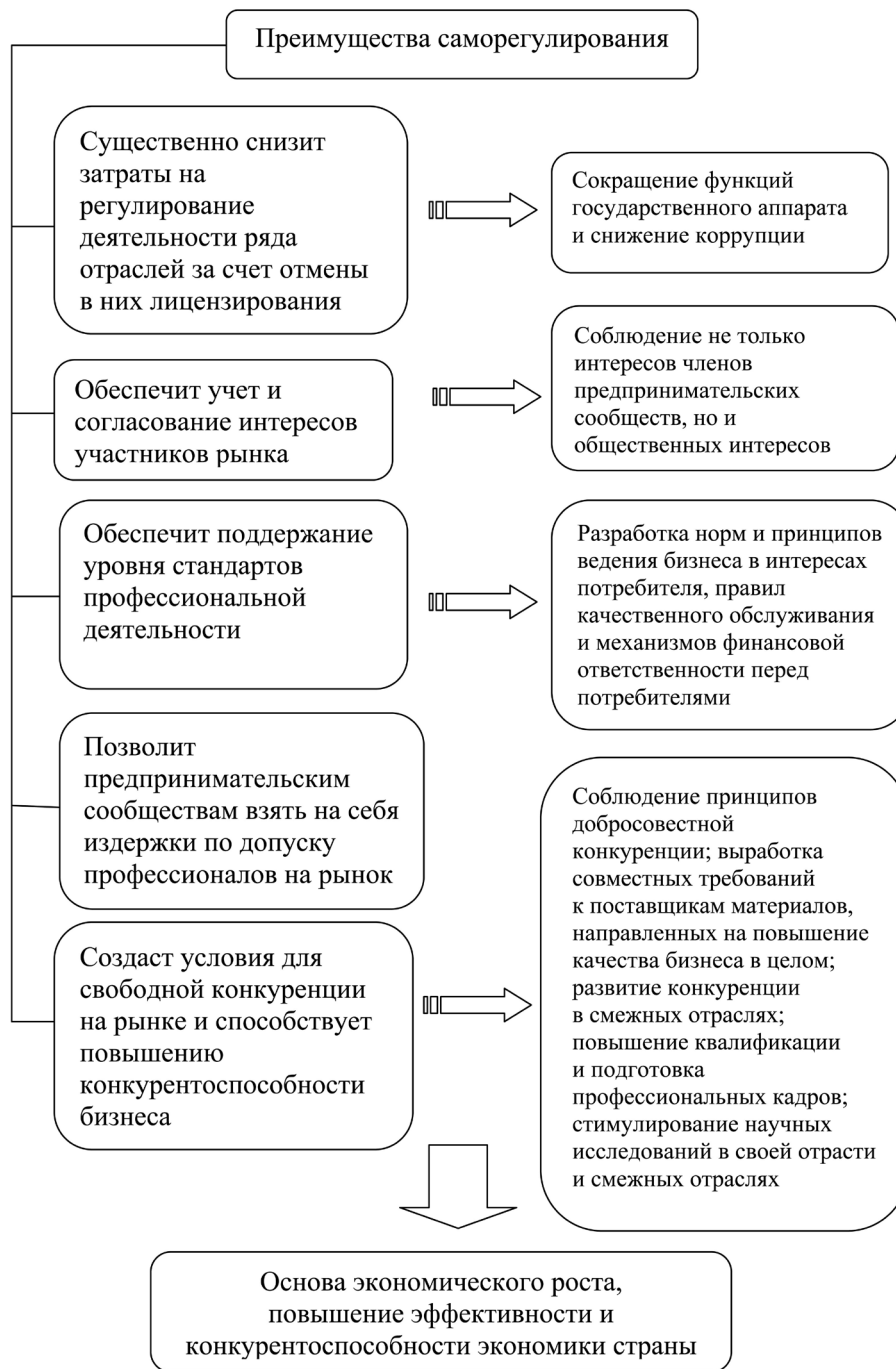 Преимущества саморегулирования
Существенно снизит
затраты на
регулирование
деятельности ряда
отраслей за счет отмены
в них лицензирования
Сокращение функций
государственного аппарата
и снижение коррупции
Обеспечит учет и
согласование интересов
участников рынка
Соблюдение не только
интересов членов
предпринимательских
сообществ, но и
общественных интересов
Обеспечит поддержание
уровня стандартов
профессиональной
деятельности
Разработка норм и принципов
ведения бизнеса в интересах
потребителя, правил
качественного обслуживания
и механизмов финансовой
ответственности перед
потребителями
Позволит
предпринимательским
сообществам взять на себя
издержки по допуску
профессионалов на рынок
Создаст условия для
свободной конкуренции
на рынке и способствует
повышению
конкурентоспособности
бизнеса
Соблюдение принципов
добросовестной
конкуренции; выработка
совместных требований
к поставщикам материалов,
направленных на повышение
качества бизнеса в целом;
развитие конкуренции
в смежных отраслях;
повышение квалификации
и подготовка
профессиональных кадров;
стимулирование научных
исследований в своей отрасти
и смежных отраслях
Основа экономического роста,
повышение эффективности и
конкурентоспособности экономики страны